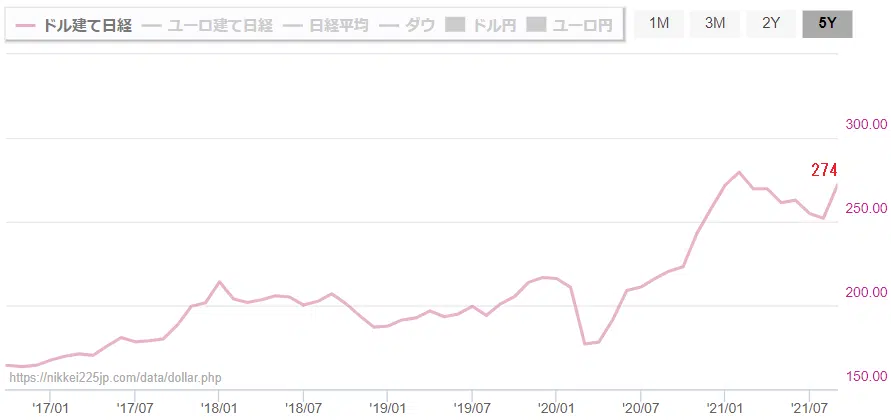 ドル建て日経 ユーロ建て日経 日経平均 ダウ ドル円 ユーロ円 1M 3M 2Y 5Y
300.00
274
250.00
200.00
150.00
https://nikkei225jp.com/data/dollar.php
'17/01 '17/07 '18/01 '18/07 '19/01 '19/07 '20/01 '20/07 '21/01 '21/07